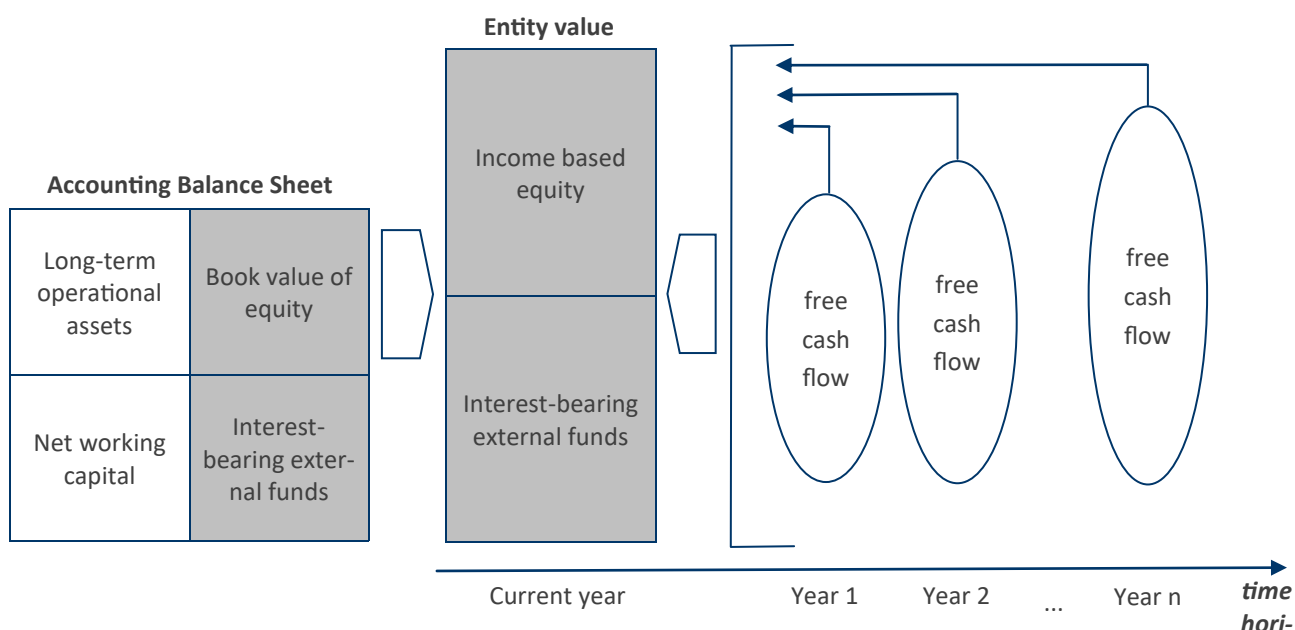 Entity value
Accounting Balance Sheet
Long-term
operational
assets
Book value of
equity
Net working
capital
Interest-
bearing exter-
nal funds
Income based
equity
Interest-bearing
external funds
free
cash
flow
free
cash
flow
free
cash
flow
Current year
Year 1
Year 2
...
Year n
time
hori-